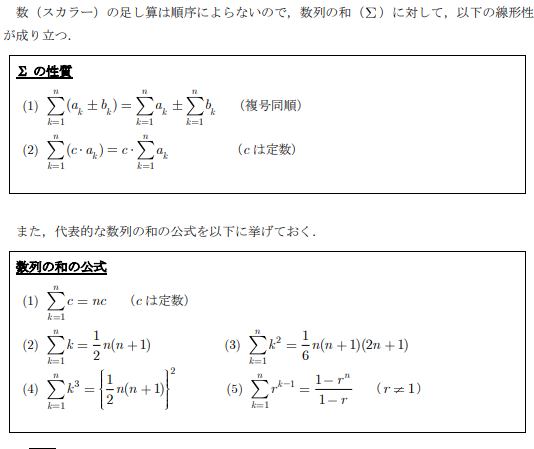 数（スカラー）の足し算は順序によらないので，数列の和（Σ）に対して，以下の線形性
が成り立つ．
Σ の性質
(1) \sum_{k=1}^{n}(a_k ± b_k) = \sum_{k=1}^{n} a_k ± \sum_{k=1}^{n} b_k （複号同順）
(2) \sum_{k=1}^{n}(c・a_k) = c・\sum_{k=1}^{n} a_k （c は定数）
また，代表的な数列の和の公式を以下に挙げておく．
数列の和の公式
(1) \sum_{k=1}^{n} c = nc （c は定数）
(2) \sum_{k=1}^{n} k = \frac{1}{2}n(n+1) (3) \sum_{k=1}^{n} k^2 = \frac{1}{6}n(n+1)(2n+1)
(4) \sum_{k=1}^{n} k^3 = \left\{\frac{1}{2}n(n+1)\right\}^2 (5) \sum_{k=1}^{n} r^{k-1} = \frac{1-r^n}{1-r} （r ≠ 1）